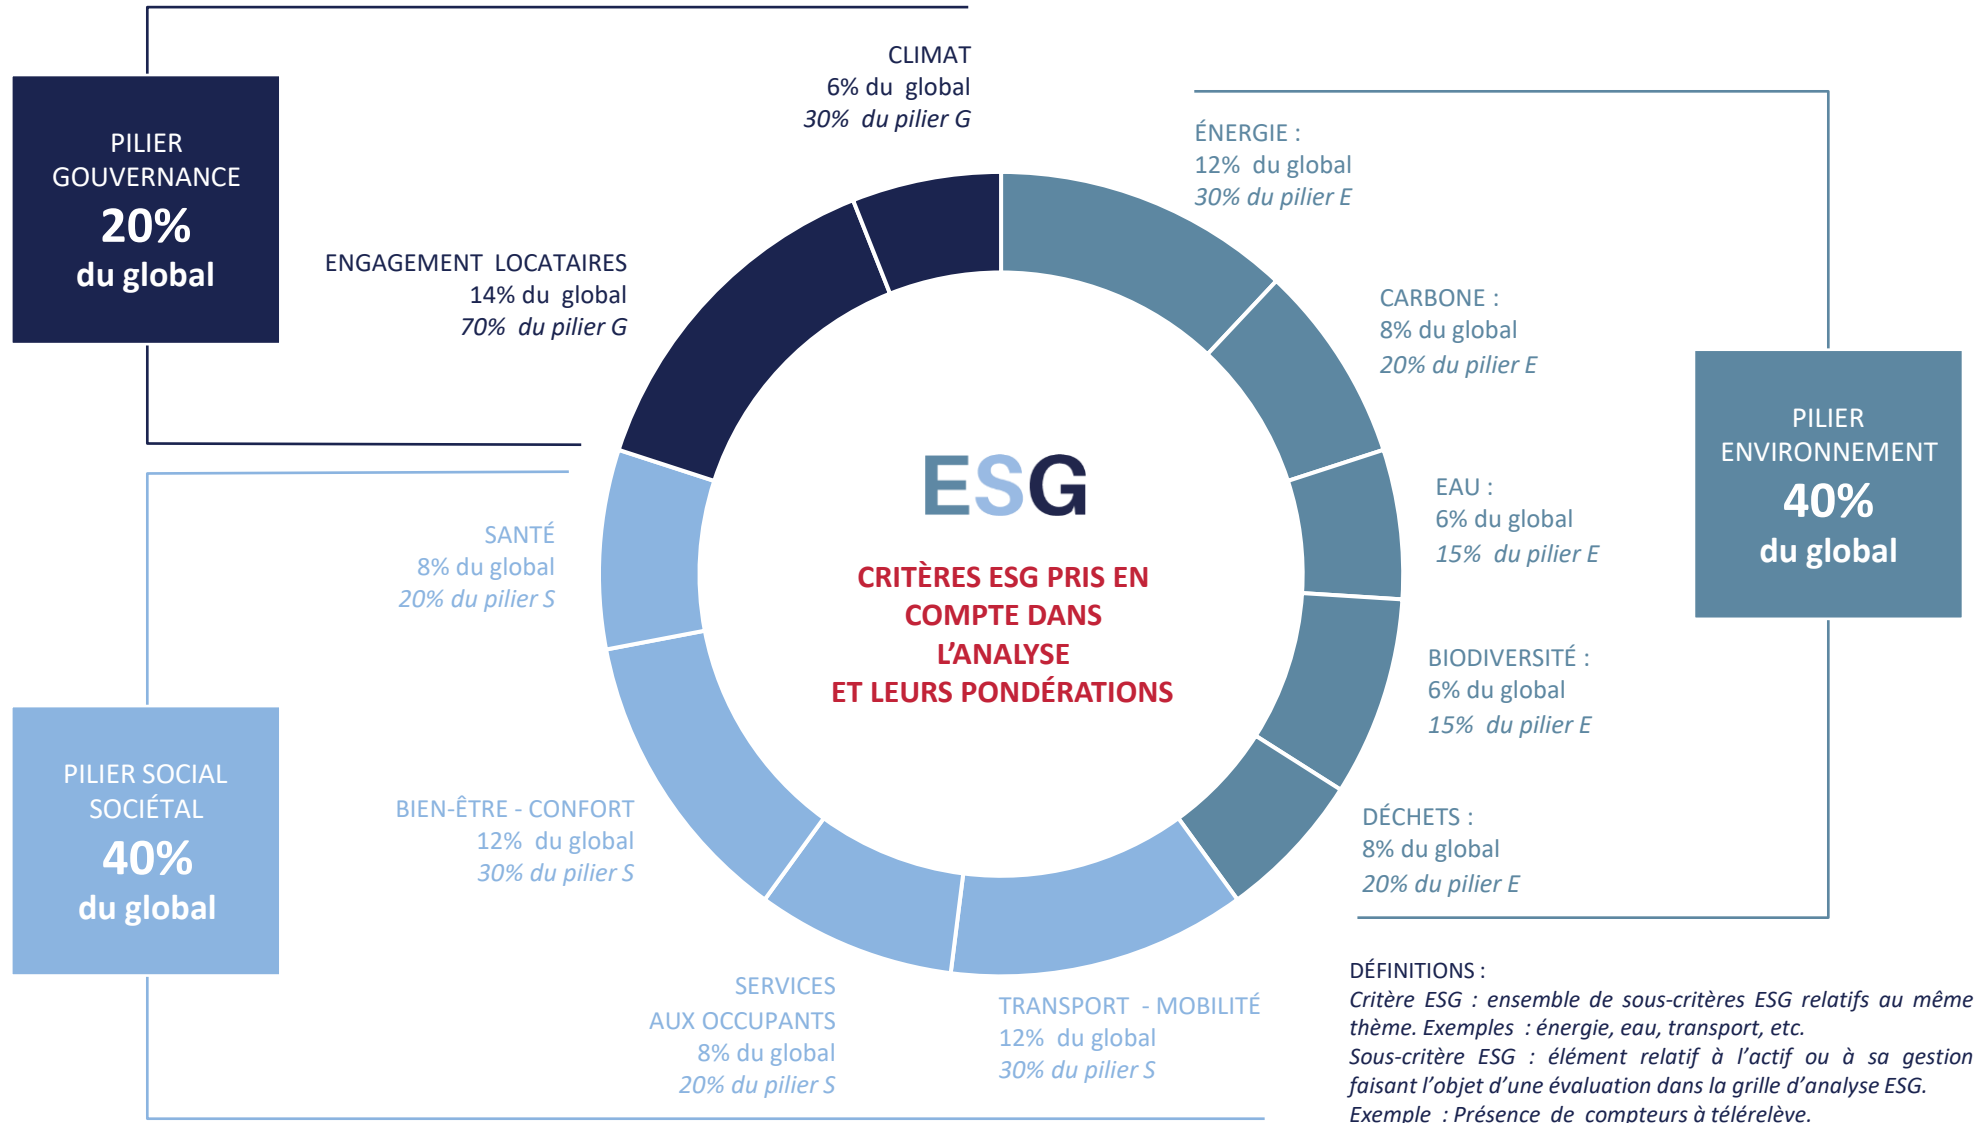 CLIMAT
6% du global
30% du pilier G
PILIER
GOUVERNANCE
20%
du global
ENGAGEMENT LOCATAIRES
14% du global
70% du pilier G
ÉNERGIE :
12% du global
30% du pilier E
CARBONE :
8% du global
20% du pilier E
PILIER
ENVIRONNEMENT
40%
du global
EAU :
6% du global
15% du pilier E
BIODIVERSITÉ :
6% du global
15% du pilier E
DÉCHETS :
8% du global
20% du pilier E
ESG
CRITÈRES ESG PRIS EN
COMPTE DANS
L’ANALYSE
ET LEURS PONDÉRATIONS
SANTÉ
8% du global
20% du pilier S
PILIER SOCIAL
SOCIÉTAL
40%
du global
BIEN-ÊTRE - CONFORT
12% du global
30% du pilier S
SERVICES
AUX OCCUPANTS
8% du global
20% du pilier S
TRANSPORT - MOBILITÉ
12% du global
30% du pilier S
DÉFINITIONS :
Critère ESG : ensemble de sous-critères ESG relatifs au même
thème. Exemples : énergie, eau, transport, etc.
Sous-critère ESG : élément relatif à l’actif ou à sa gestion
faisant l’objet d’une évaluation dans la grille d’analyse ESG.
Exemple : Présence de compteurs à télérelève.